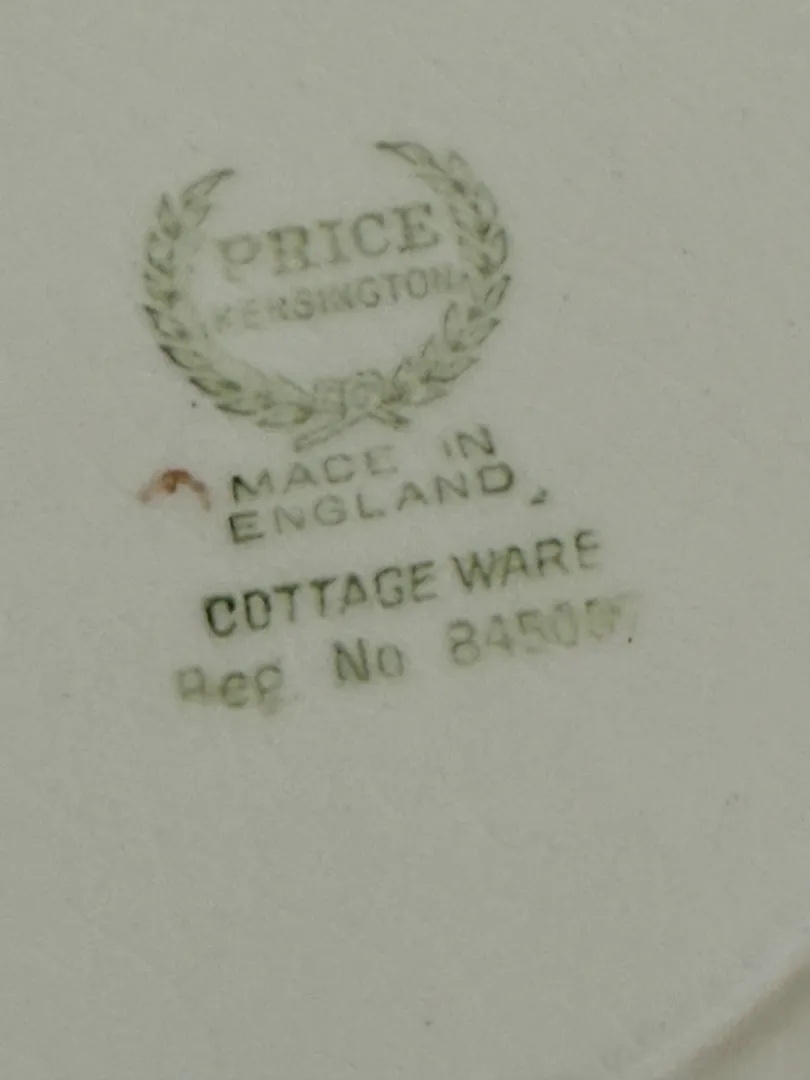 PRICE
KENSINGTON
MADE IN
ENGLAND
COTTAGE WARE
Reg No